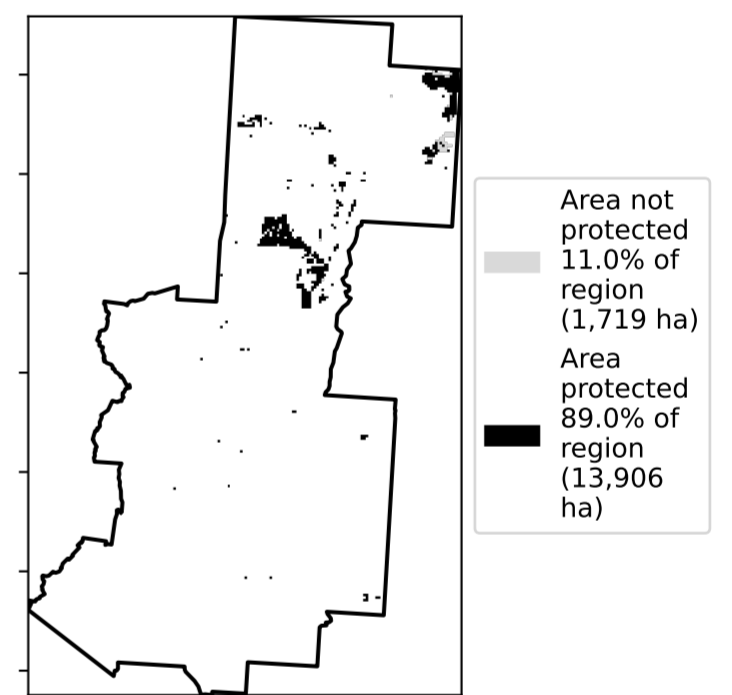 Area not
protected
11.0% of
region
(1,719 ha)
Area
protected
89.0% of
region
(13,906
ha)